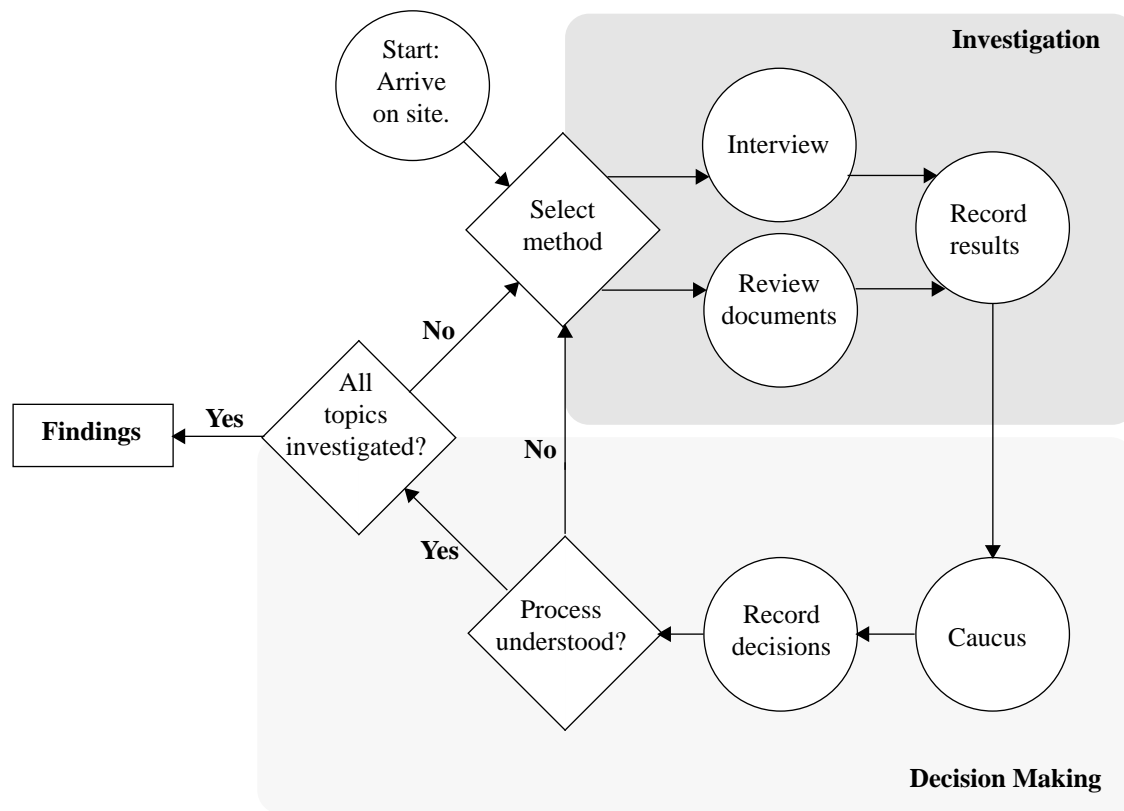 Start:
Arrive
on site.
Investigation
Interview
Select
method
Record
results
Review
documents
No
All
topics
investigated?
Yes
Findings
No
Yes
Process
understood?
Record
decisions
Caucus
Decision Making